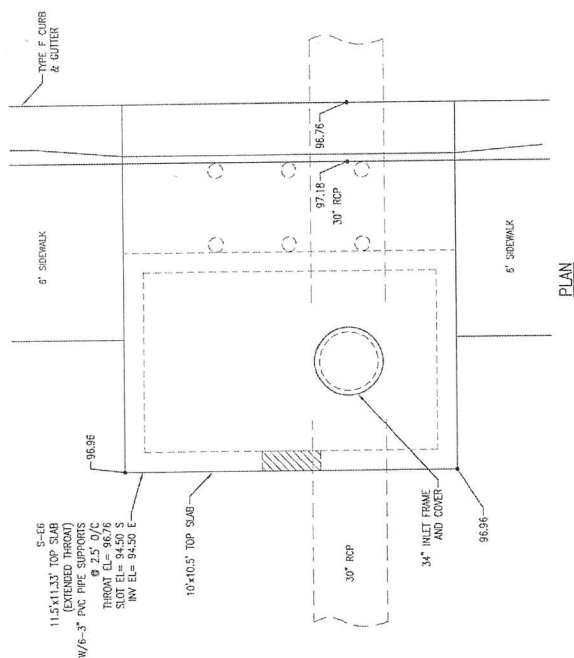 TYPE F CURB
& GUTTER
6' SIDEWALK
96.76
97.18
30" RCP
6' SIDEWALK
PLAN
96.96
S-E6
11.5'x11.33' TOP SLAB
(EXTENDED THROAT)
W/6-3" PVC PIPE SUPPORTS
@ 2.5' O/C
THROAT EL= 96.76
SLOT EL= 94.50 S
INV EL= 94.50 E
10'x10.5' TOP SLAB
30" RCP
34" INLET FRAME
AND COVER
96.96